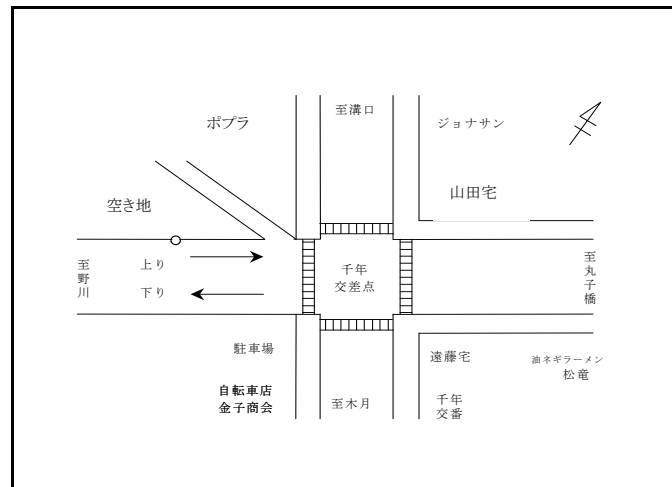 ポプラ
至溝口
ジョナサン
山田宅
空き地
至野川
上り
下り
千年
交差点
至丸子橋
駐車場
自転車店
金子商会
至木月
遠藤宅
千年
交番
油ネギラーメン
松竜